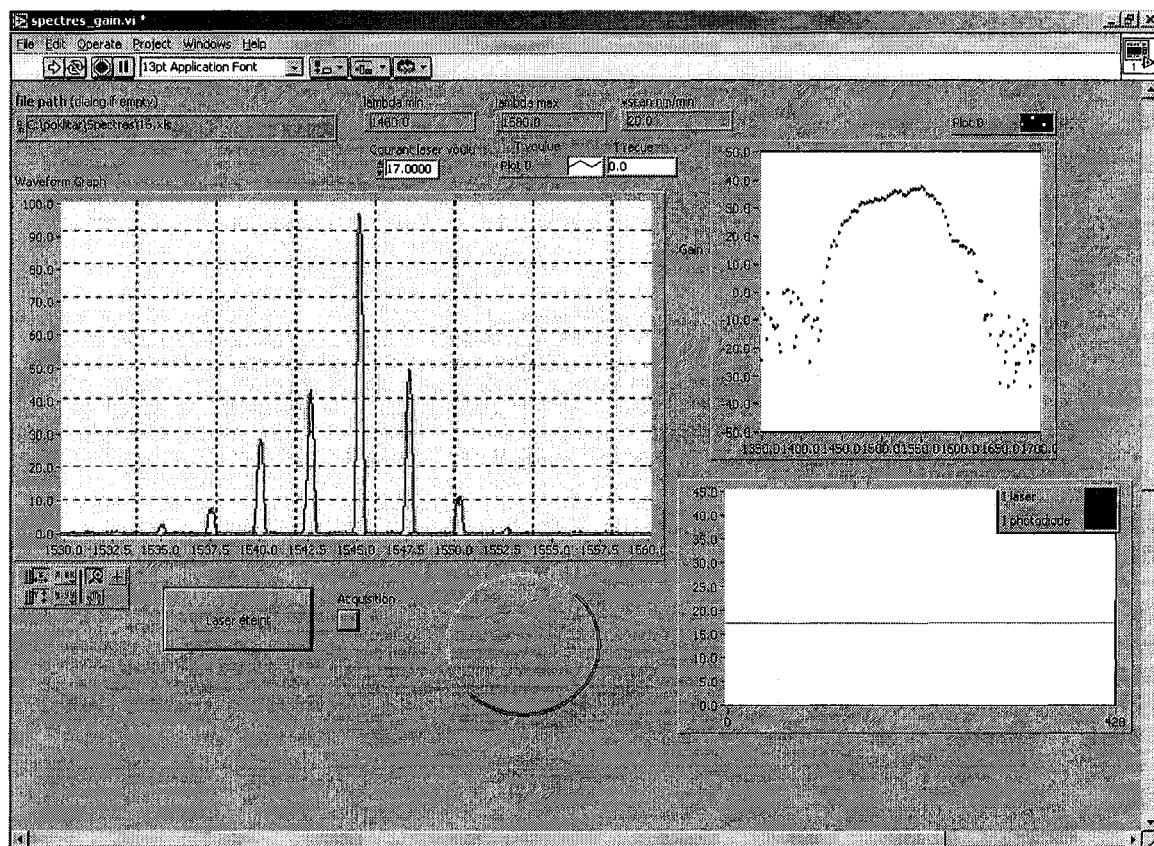 spectres_gain.vi *
File Edit Operate Project Windows Help
13pt Application Font
file path (dialog if empty)
C:\poklitar\Spectres\16.xls
lambda min
1480.0
lambda max
1580.0
vscan nm/min
20.0
Courant laser voulu
17.0000
T voulue
Plot 0
T recue
0.0
Plot 0
Waveform Graph
100.0
90.0
80.0
70.0
60.0
50.0
40.0
30.0
20.0
10.0
0.0
1530.0 1532.5 1535.0 1537.5 1540.0 1542.5 1545.0 1547.5 1550.0 1552.5 1555.0 1557.5 1560.0
Gain
50.0
40.0
30.0
20.0
10.0
0.0
-10.0
-20.0
-30.0
-50.0
1350.0 1400.0 1450.0 1500.0 1550.0 1600.0 1650.0 1700.0
I laser
I photodiode
45.0
40.0
35.0
30.0
25.0
20.0
15.0
10.0
5.0
0.0
0 428
Laser eteint
Acquisition